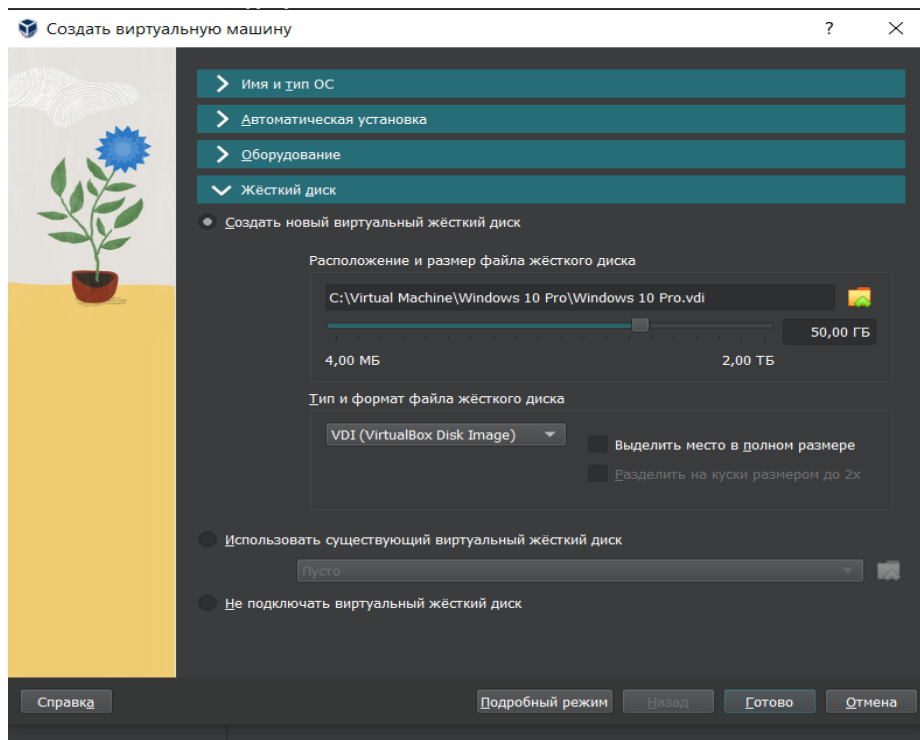 Создать виртуальную машину
?
Имя и тип ОС
Автоматическая установка
Оборудование
Жёсткий диск
Создать новый виртуальный жёсткий диск
Расположение и размер файла жёсткого диска
C:\Virtual Machine\Windows 10 Pro\Windows 10 Pro.vdi
50,00 ГБ
4,00 МБ 2,00 ТБ
Тип и формат файла жёсткого диска
VDI (VirtualBox Disk Image)
Выделить место в полном размере
Разделить на куски размером до 2х
Использовать существующий виртуальный жёсткий диск
Пусто
Не подключать виртуальный жёсткий диск
Справка Подробный режим Назад Готово Отмена